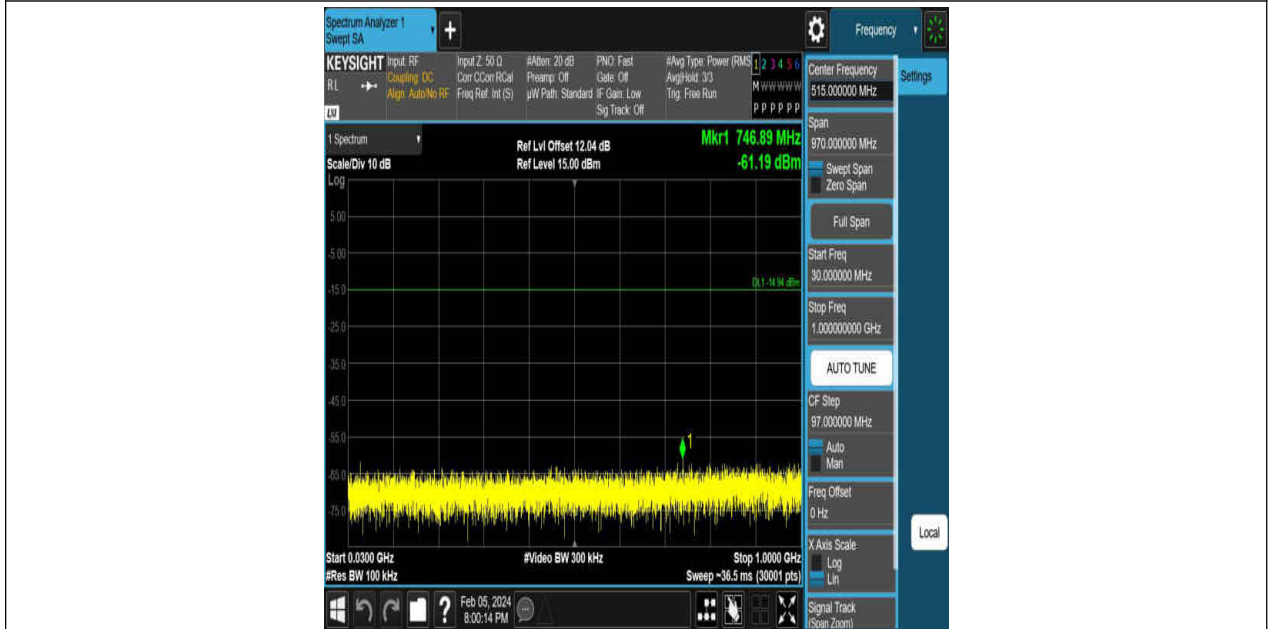 Spectrum Analyzer 1
Swept SA
+
Frequency
KEYSIGHT
RL
LXI
Input: RF
Coupling: DC
Align: Auto/No RF
Input Z: 50 Ω
Corr CCorr RCal
Freq Ref: Int (S)
#Atten: 20 dB
Preamp: Off
µW Path: Standard
PNO: Fast
Gate: Off
IF Gain: Low
Sig Track: Off
#Avg Type: Power (RMS
Avg|Hold: 3/3
Trig: Free Run
1 2 3 4 5 6
M W W W W W
P P P P P P
1 Spectrum
Scale/Div 10 dB
Log
Ref Lvl Offset 12.04 dB
Ref Level 15.00 dBm
Mkr1 746.89 MHz
-61.19 dBm
5.00
-5.00
-15.0
-25.0
-35.0
-45.0
-55.0
-65.0
-75.0
DL1 -14.94 dBm
1
Start 0.0300 GHz
#Res BW 100 kHz
#Video BW 300 kHz
Stop 1.0000 GHz
Sweep ~36.5 ms (30001 pts)
Center Frequency
515.000000 MHz
Settings
Span
970.000000 MHz
Swept Span
Zero Span
Full Span
Start Freq
30.000000 MHz
Stop Freq
1.000000000 GHz
AUTO TUNE
CF Step
97.000000 MHz
Auto
Man
Freq Offset
0 Hz
X Axis Scale
Log
Lin
Local
Signal Track
(Span Zoom)
?
Feb 05, 2024
8:00:14 PM